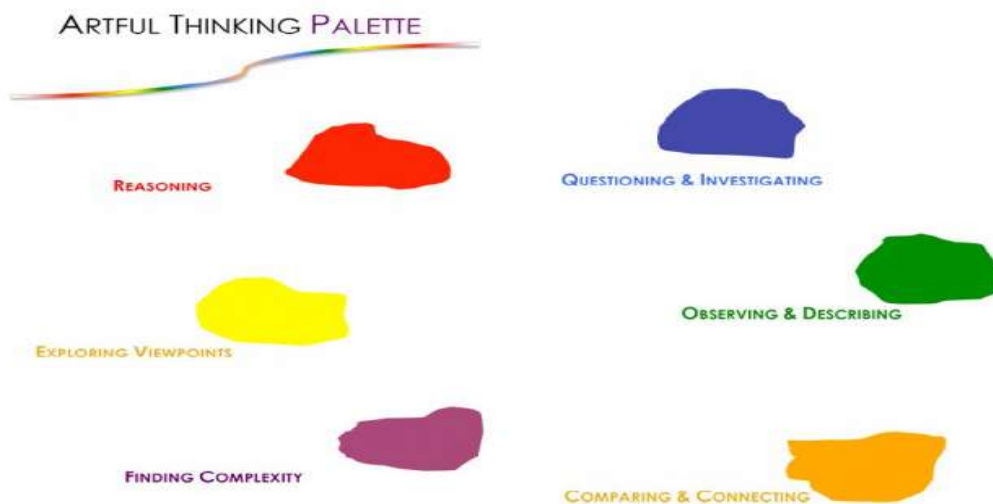 ARTFUL THINKING PALETTE
REASONING
QUESTIONING & INVESTIGATING
OBSERVING & DESCRIBING
EXPLORING VIEWPOINTS
FINDING COMPLEXITY
COMPARING & CONNECTING